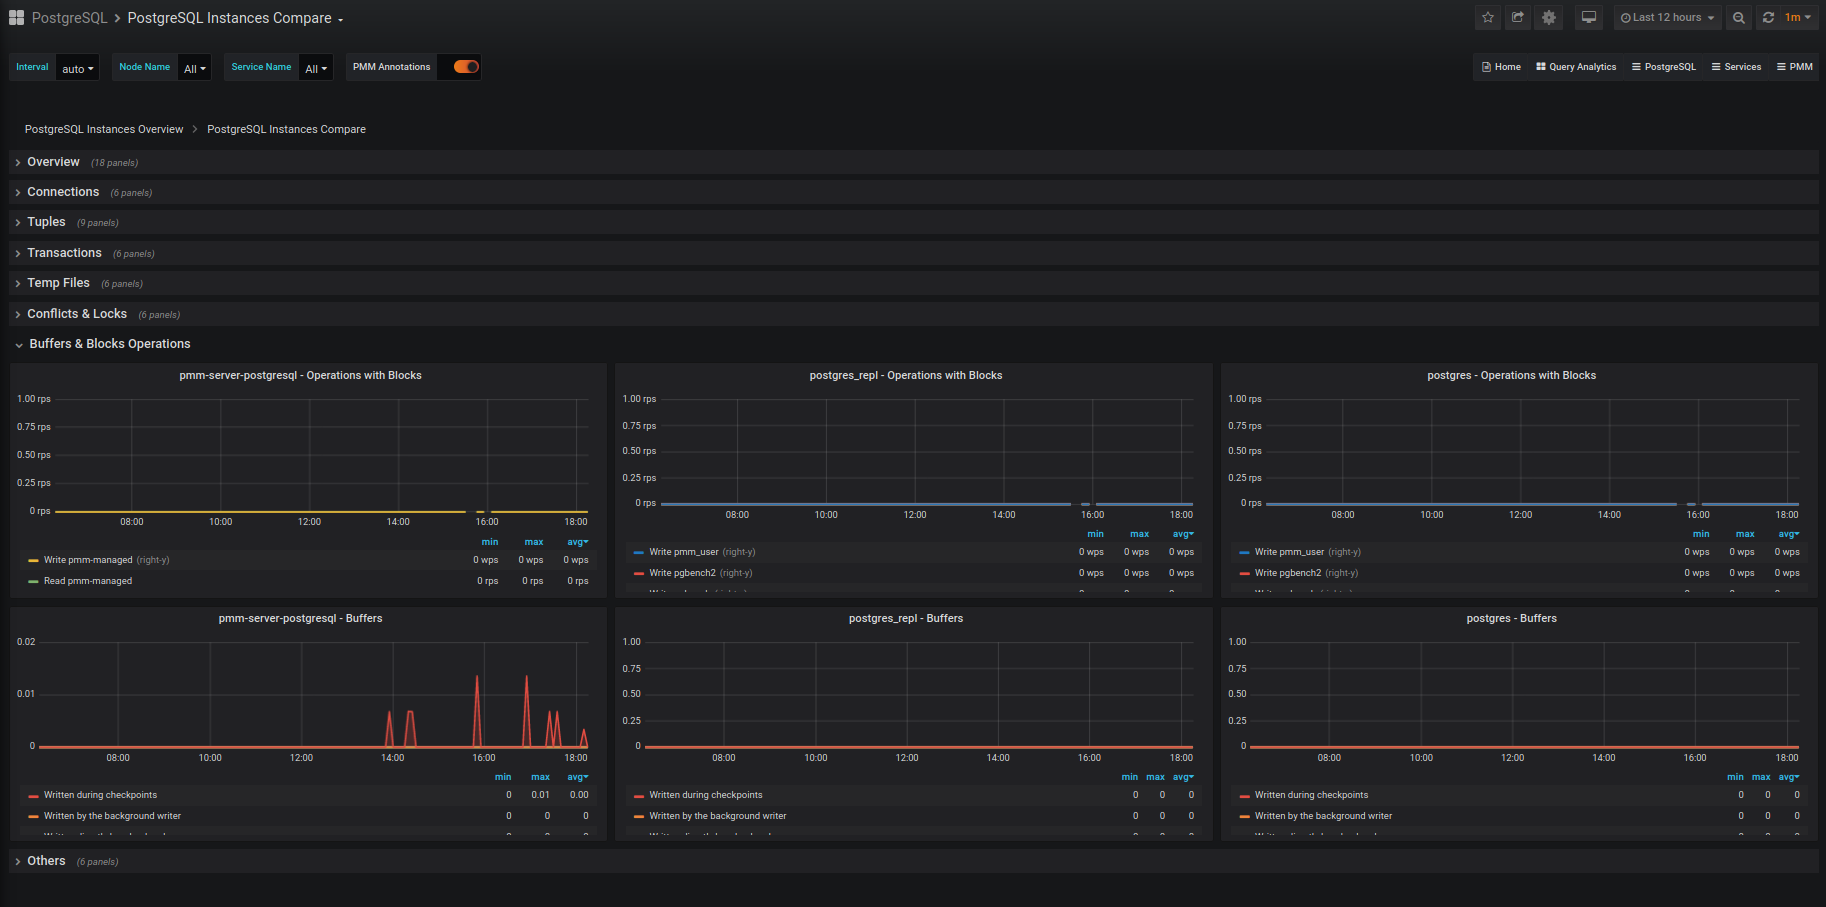 PostgreSQL > PostgreSQL Instances Compare
Last 12 hours
1m
Interval auto Node Name All Service Name All PMM Annotations
Home Query Analytics PostgreSQL Services PMM
PostgreSQL Instances Overview > PostgreSQL Instances Compare
Overview (18 panels)
Connections (6 panels)
Tuples (9 panels)
Transactions (6 panels)
Temp Files (6 panels)
Conflicts & Locks (6 panels)
Buffers & Blocks Operations
pmm-server-postgresql - Operations with Blocks
1.00 rps
0.75 rps
0.50 rps
0.25 rps
0 rps
08:00 10:00 12:00 14:00 16:00 18:00
min max avg
Write pmm-managed (right-y) 0 wps 0 wps 0 wps
Read pmm-managed 0 rps 0 rps 0 rps
postgres_repl - Operations with Blocks
1.00 rps
0.75 rps
0.50 rps
0.25 rps
0 rps
08:00 10:00 12:00 14:00 16:00 18:00
min max avg
Write pmm_user (right-y) 0 wps 0 wps 0 wps
Write pgbench2 (right-y) 0 wps 0 wps 0 wps
postgres - Operations with Blocks
1.00 rps
0.75 rps
0.50 rps
0.25 rps
0 rps
08:00 10:00 12:00 14:00 16:00 18:00
min max avg
Write pmm_user (right-y) 0 wps 0 wps 0 wps
Write pgbench2 (right-y) 0 wps 0 wps 0 wps
pmm-server-postgresql - Buffers
0.02
0.01
0
08:00 10:00 12:00 14:00 16:00 18:00
min max avg
Written during checkpoints 0 0.01 0.00
Written by the background writer 0 0 0
postgres_repl - Buffers
1.00
0.75
0.50
0.25
0
08:00 10:00 12:00 14:00 16:00 18:00
min max avg
Written during checkpoints 0 0 0
Written by the background writer 0 0 0
postgres - Buffers
1.00
0.75
0.50
0.25
0
08:00 10:00 12:00 14:00 16:00 18:00
min max avg
Written during checkpoints 0 0 0
Written by the background writer 0 0 0
Others (6 panels)